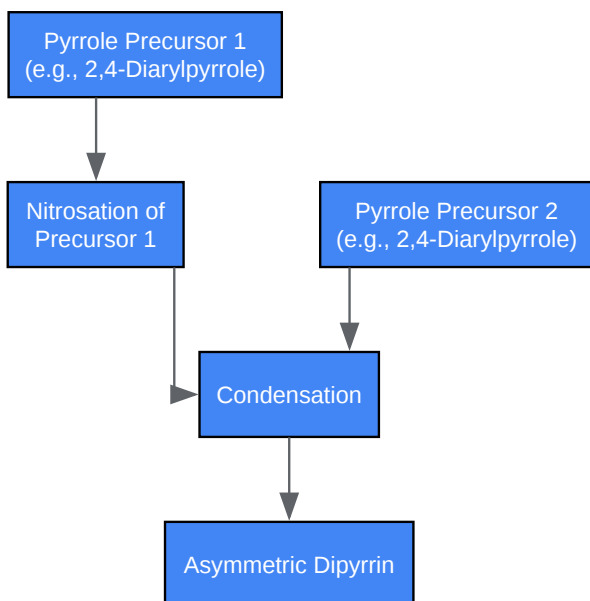 Pyrrole Precursor 1
(e.g., 2,4-Diarylpyrrole)
Nitrosation of
Precursor 1
Pyrrole Precursor 2
(e.g., 2,4-Diarylpyrrole)
Condensation
Asymmetric Dipyrrin